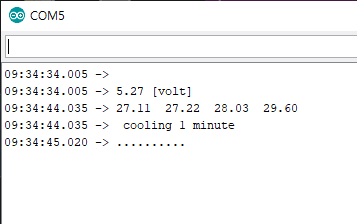 COM5
09:34:34.005 ->
09:34:34.005 -> 5.27 [volt]
09:34:44.035 -> 27.11  27.22  28.03  29.60
09:34:44.035 ->  cooling 1 minute
09:34:45.020 -> ..........